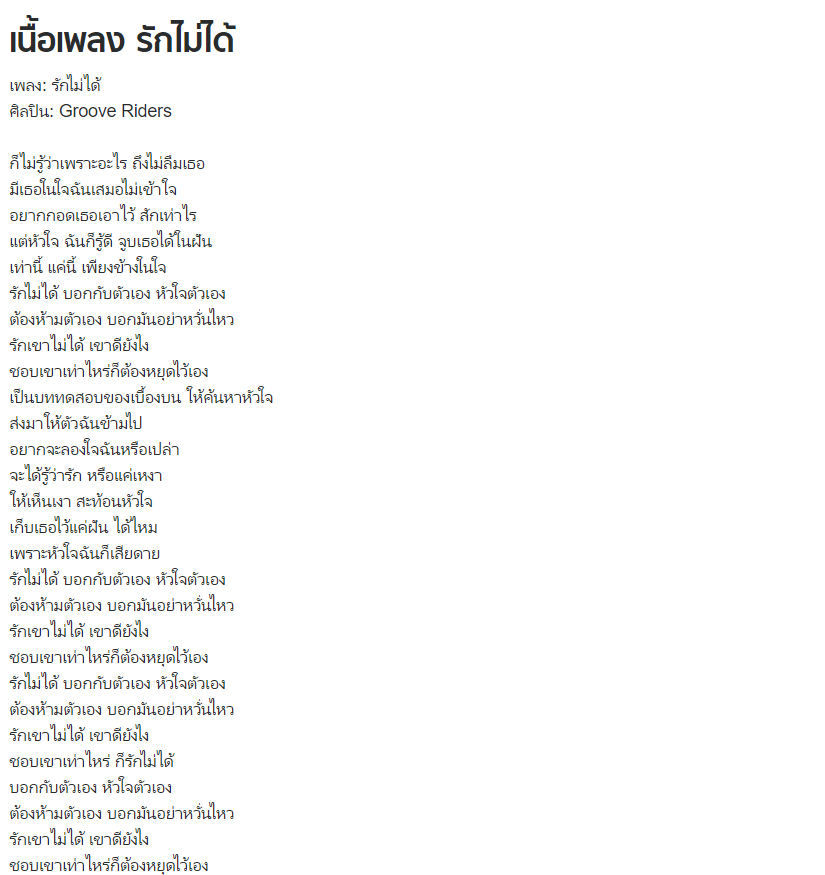 เนื้อเพลง รักไม่ได้
เพลง: รักไม่ได้
ศิลปิน: Groove Riders
ก็ไม่รู้ว่าเพราะอะไร ถึงไม่ลืมเธอ
มีเธอในใจฉันเสมอไม่เข้าใจ
อยากกอดเธอเอาไว้ สักเท่าไร
แต่หัวใจ ฉันก็รู้ดี จูบเธอได้ในฝัน
เท่านี้ แค่นี้ เพียงข้างในใจ
รักไม่ได้ บอกกับตัวเอง หัวใจตัวเอง
ต้องห้ามตัวเอง บอกมันอย่าหวั่นไหว
รักเขาไม่ได้ เขาดียังไง
ชอบเขาเท่าไหร่ก็ต้องหยุดไว้เอง
เป็นบททดสอบของเบื้องบน ให้ค้นหาหัวใจ
ส่งมาให้ตัวฉันข้ามไป
อยากจะลองใจฉันหรือเปล่า
จะได้รู้ว่ารัก หรือแค่เหงา
ให้เห็นเงา สะท้อนหัวใจ
เก็บเธอไว้แค่ฝัน ได้ไหม
เพราะหัวใจฉันก็เสียดาย
รักไม่ได้ บอกกับตัวเอง หัวใจตัวเอง
ต้องห้ามตัวเอง บอกมันอย่าหวั่นไหว
รักเขาไม่ได้ เขาดียังไง
ชอบเขาเท่าไหร่ก็ต้องหยุดไว้เอง
รักไม่ได้ บอกกับตัวเอง หัวใจตัวเอง
ต้องห้ามตัวเอง บอกมันอย่าหวั่นไหว
รักเขาไม่ได้ เขาดียังไง
ชอบเขาเท่าไหร่ ก็รักไม่ได้
บอกกับตัวเอง หัวใจตัวเอง
ต้องห้ามตัวเอง บอกมันอย่าหวั่นไหว
รักเขาไม่ได้ เขาดียังไง
ชอบเขาเท่าไหร่ก็ต้องหยุดไว้เอง